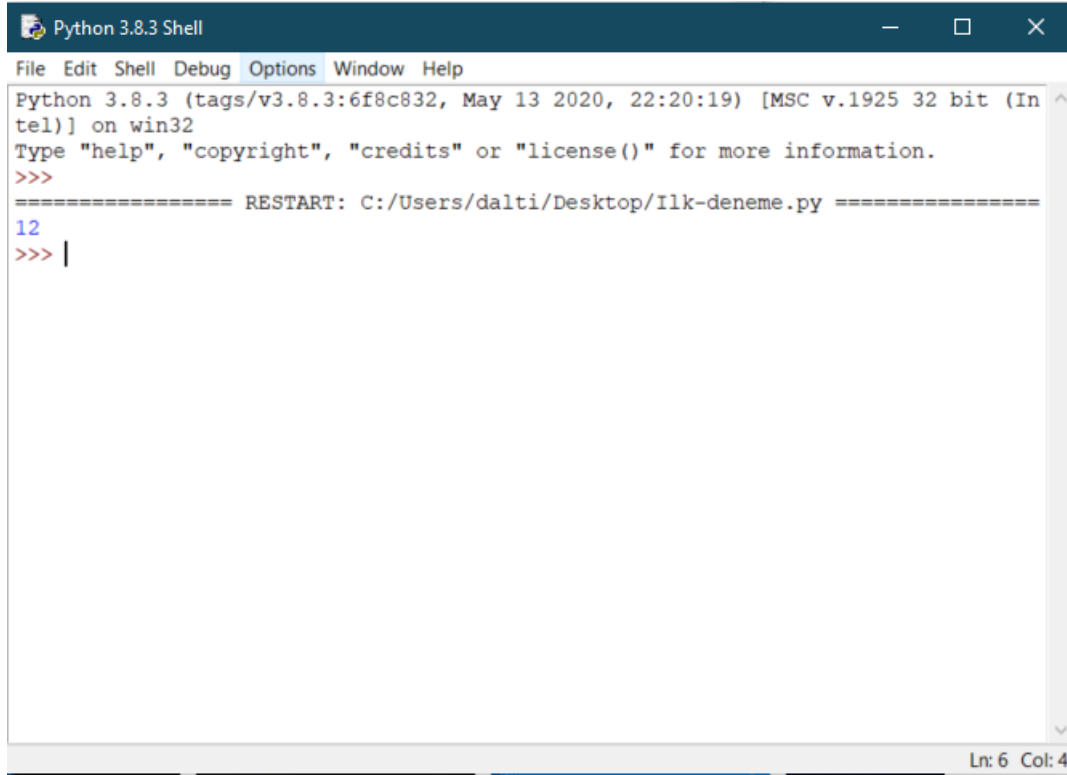 Python 3.8.3 Shell
File Edit Shell Debug Options Window Help
Python 3.8.3 (tags/v3.8.3:6f8c832, May 13 2020, 22:20:19) [MSC v.1925 32 bit (In
tel)] on win32
Type "help", "copyright", "credits" or "license()" for more information.
>>>
================= RESTART: C:/Users/dalti/Desktop/Ilk-deneme.py ================
12
>>>
Ln: 6 Col: 4